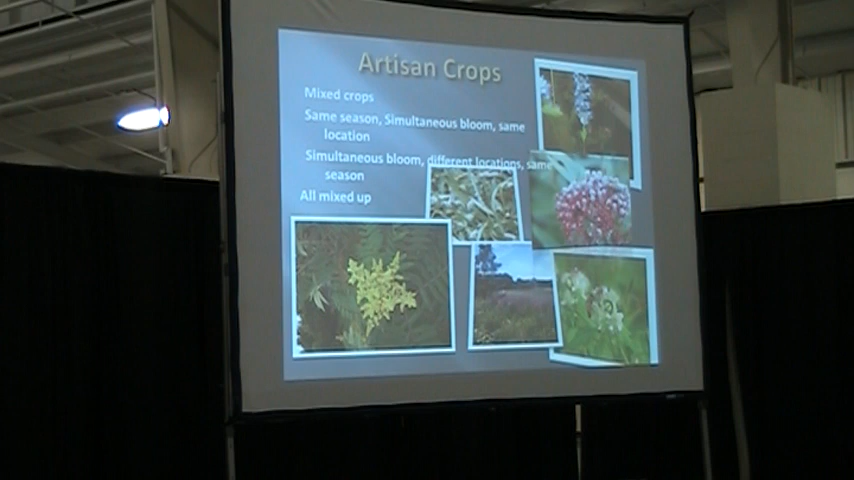 Artisan Crops
Mixed crops
Same season, Simultaneous bloom, same
location
Simultaneous bloom, different locations, same
season
All mixed up